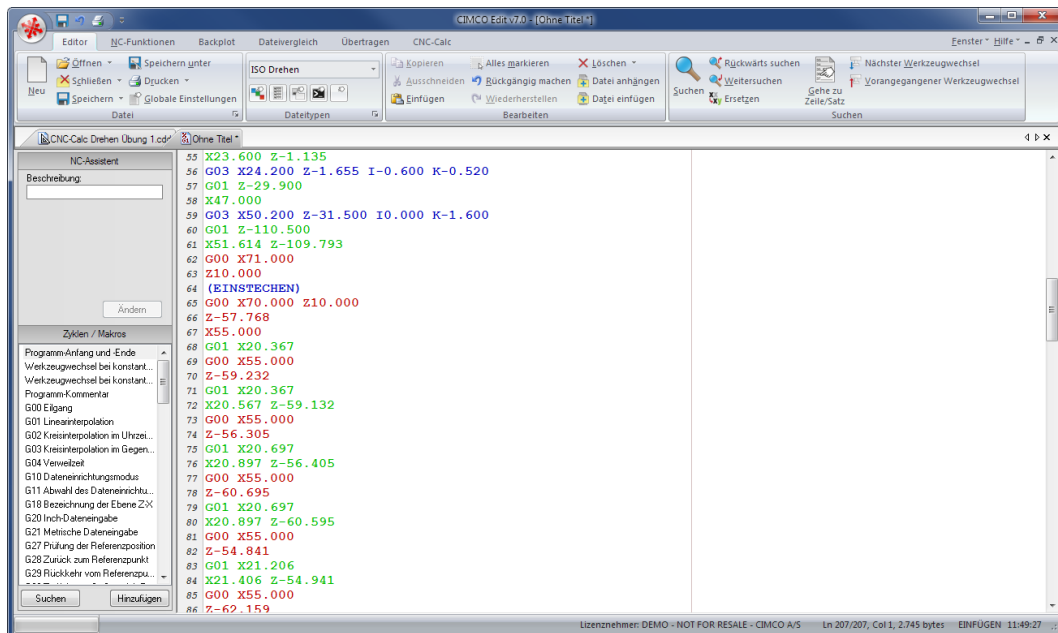 CIMCO Edit v7.0 - [Ohne Titel *]
Editor NC-Funktionen Backplot Dateivergleich Übertragen CNC-Calc Fenster Hilfe
Neu
Öffnen Speichern unter
Schließen Drucken
Speichern Globale Einstellungen
Datei
ISO Drehen
Dateitypen
Kopieren Alles markieren Löschen
Ausschneiden Rückgängig machen Datei anhängen
Einfügen Wiederherstellen Datei einfügen
Bearbeiten
Suchen
Rückwärts suchen
Weitersuchen
Ersetzen
Gehe zu Zeile/Satz
Nächster Werkzeugwechsel
Vorangegangener Werkzeugwechsel
Suchen
CNC-Calc Drehen Übung 1.cdd* Ohne Titel *
NC-Assistent
Beschreibung:
Ändern
Zyklen / Makros
Programm-Anfang und -Ende
Werkzeugwechsel bei konstant...
Werkzeugwechsel bei konstant...
Programm-Kommentar
G00 Eilgang
G01 Linearinterpolation
G02 Kreisinterpolation im Uhrzei...
G03 Kreisinterpolation im Gegen...
G04 Verweilzeit
G10 Dateneinrichtungsmodus
G11 Abwahl des Dateneinrichtu...
G18 Bezeichnung der Ebene Z-X
G20 Inch-Dateneingabe
G21 Metrische Dateneingabe
G27 Prüfung der Referenzposition
G28 Zurück zum Referenzpunkt
G29 Rückkehr vom Referenzpu...
Suchen Hinzufügen
55 X23.600 Z-1.135
56 G03 X24.200 Z-1.655 I-0.600 K-0.520
57 G01 Z-29.900
58 X47.000
59 G03 X50.200 Z-31.500 I0.000 K-1.600
60 G01 Z-110.500
61 X51.614 Z-109.793
62 G00 X71.000
63 Z10.000
64 (EINSTECHEN)
65 G00 X70.000 Z10.000
66 Z-57.768
67 X55.000
68 G01 X20.367
69 G00 X55.000
70 Z-59.232
71 G01 X20.367
72 X20.567 Z-59.132
73 G00 X55.000
74 Z-56.305
75 G01 X20.697
76 X20.897 Z-56.405
77 G00 X55.000
78 Z-60.695
79 G01 X20.697
80 X20.897 Z-60.595
81 G00 X55.000
82 Z-54.841
83 G01 X21.206
84 X21.406 Z-54.941
85 G00 X55.000
86 Z-62.159
Lizenznehmer: DEMO - NOT FOR RESALE - CIMCO A/S Ln 207/207, Col 1, 2.745 bytes EINFÜGEN 11:49:27